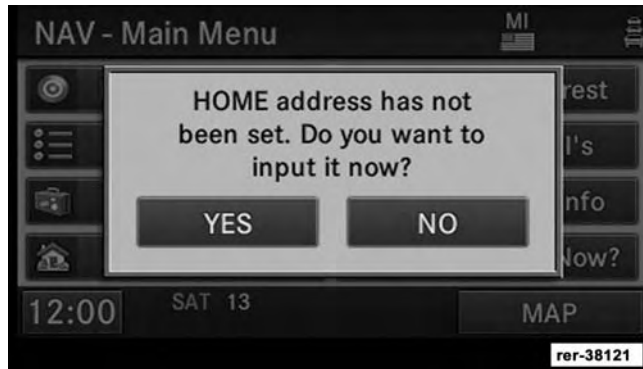 NAV - Main Menu
MI
HOME address has not
been set. Do you want to
input it now?
YES
NO
rest
l's
nfo
Now?
12:00
SAT 13
MAP
rer-38121